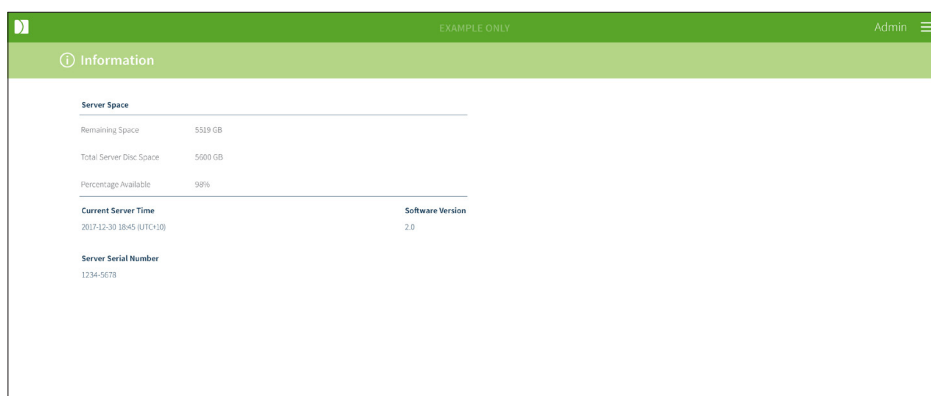 EXAMPLE ONLY
Admin
Information
Server Space
Remaining Space 5519 GB
Total Server Disc Space 5600 GB
Percentage Available 98%
Current Server Time Software Version
2017-12-30 18:45 (UTC+10) 2.0
Server Serial Number
1234-5678